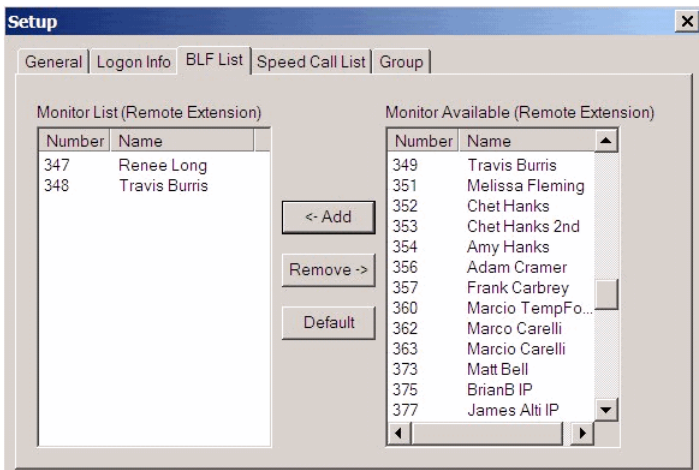 Setup
General Logon Info BLF List Speed Call List Group
Monitor List (Remote Extension)
Number Name
347 Renee Long
348 Travis Burris
<- Add
Remove ->
Default
Monitor Available (Remote Extension)
Number Name
349 Travis Burris
351 Melissa Fleming
352 Chet Hanks
353 Chet Hanks 2nd
354 Amy Hanks
356 Adam Cramer
357 Frank Carbrey
360 Marcio TempFo...
362 Marco Carelli
363 Marcio Carelli
373 Matt Bell
375 BrianB IP
377 James Alti IP